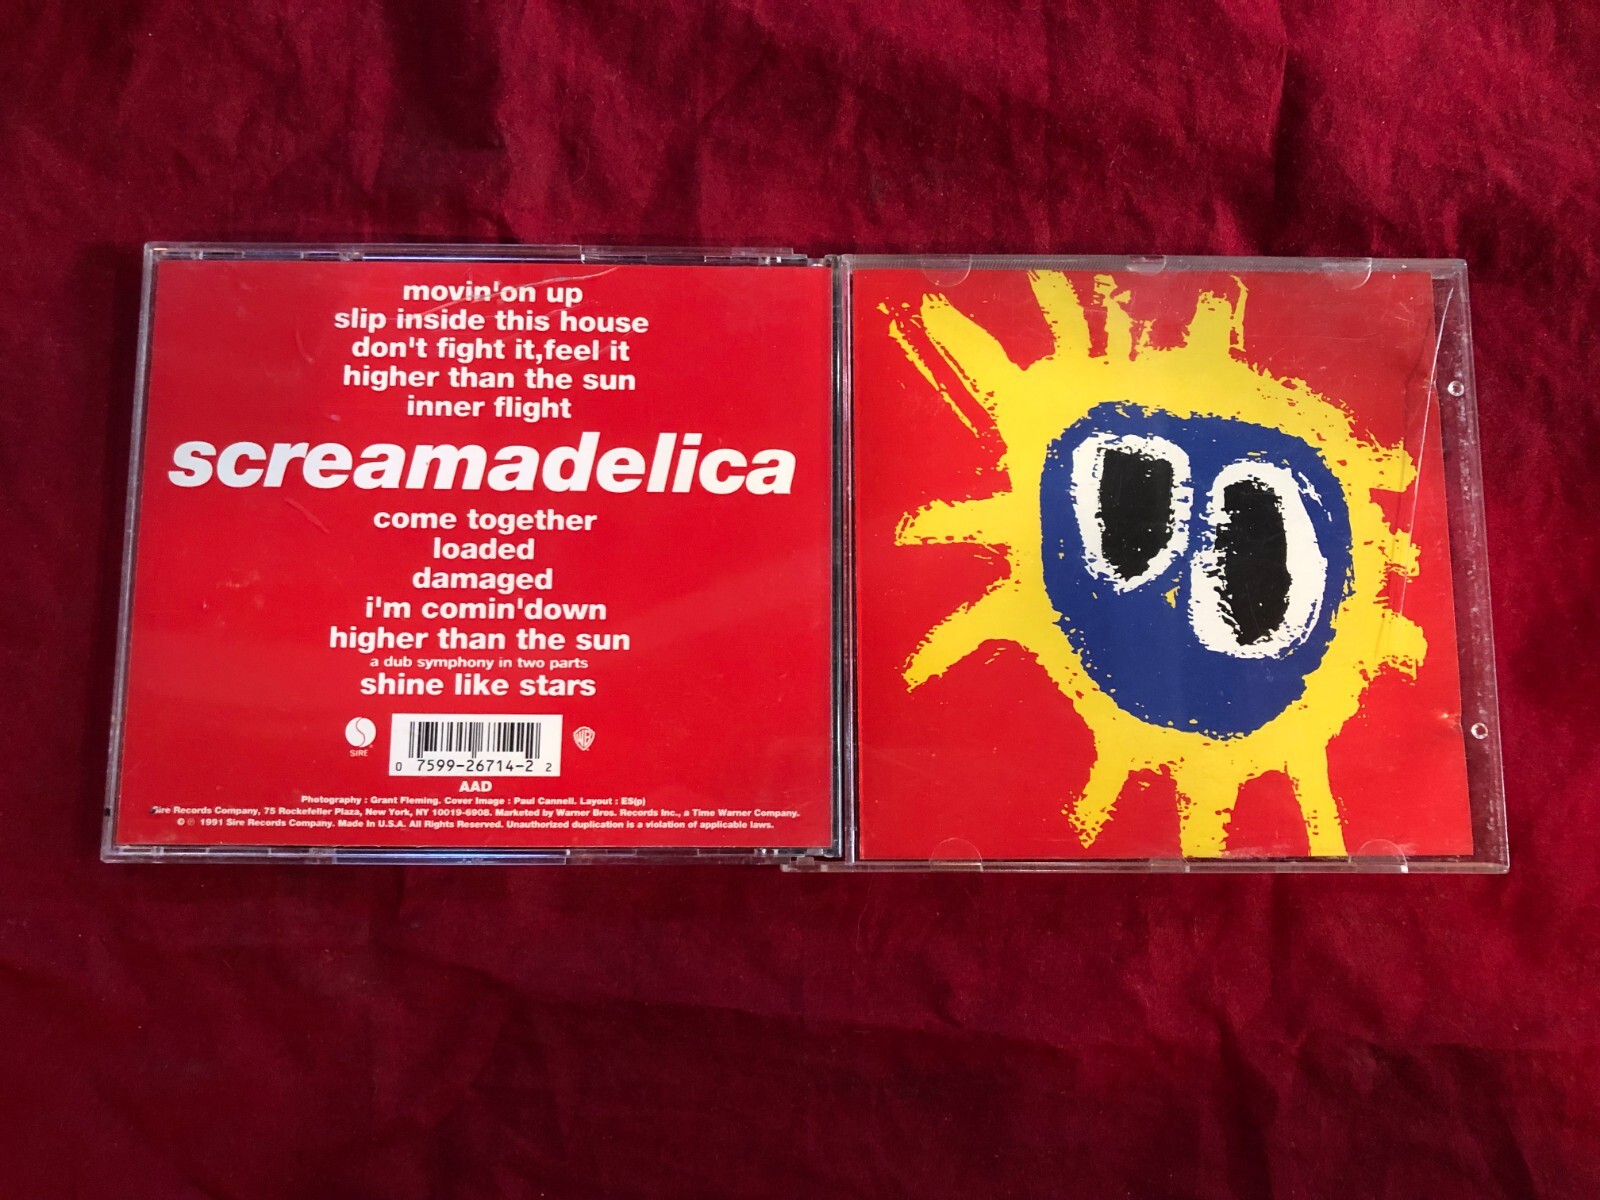 movin'on up
slip inside this house
don't fight it,feel it
higher than the sun
inner flight
screamadelica
come together
loaded
damaged
i'm comin'down
higher than the sun
a dub symphony in two parts
shine like stars
SIRE
WB
0 7599-26714-2 2
AAD
Photography : Grant Fleming. Cover Image : Paul Cannell. Layout : ES(p)
Sire Records Company, 75 Rockefeller Plaza, New York, NY 10019-6908. Marketed by Warner Bros. Records Inc., a Time Warner Company.
© ℗ 1991 Sire Records Company. Made In U.S.A. All Rights Reserved. Unauthorized duplication is a violation of applicable laws.